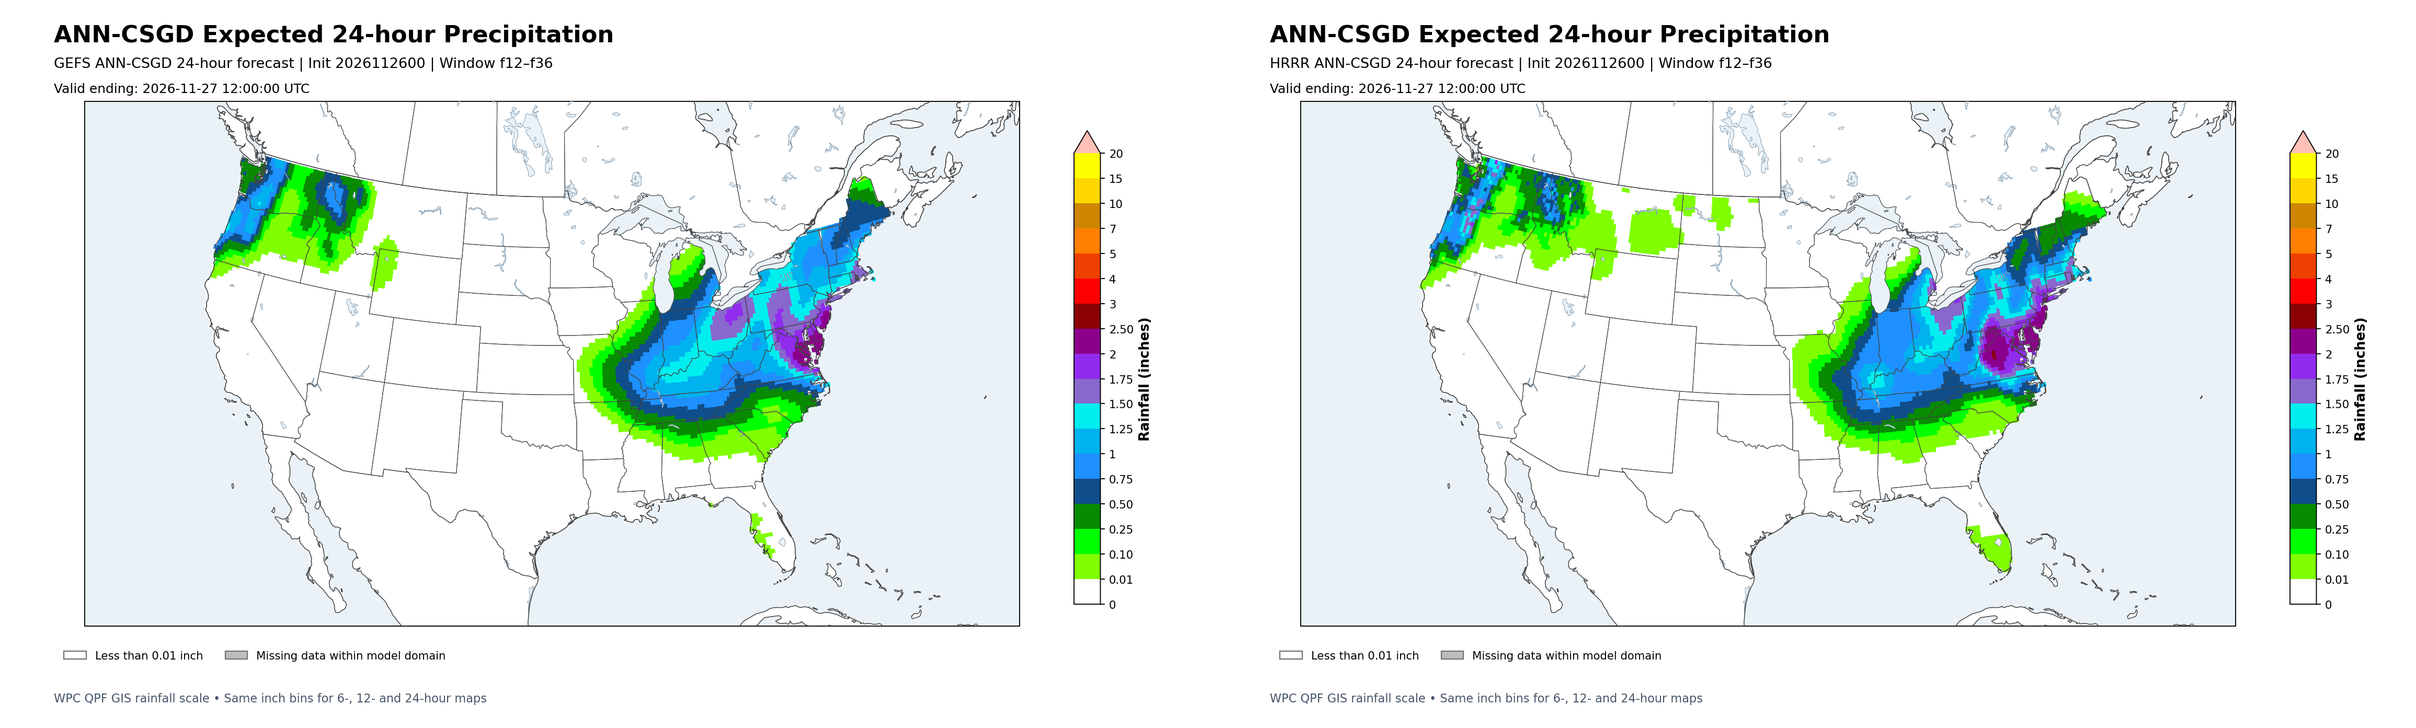 ANN-CSGD Expected 24-hour Precipitation
GEFS ANN-CSGD 24-hour forecast | Init 2026112600 | Window f12–f36
Valid ending: 2026-11-27 12:00:00 UTC
20
15
10
7
5
4
3
2.50
2
1.75
1.50
1.25
1
0.75
0.50
0.25
0.10
0.01
0
Rainfall (inches)
Less than 0.01 inch
Missing data within model domain
WPC QPF GIS rainfall scale • Same inch bins for 6-, 12- and 24-hour maps
ANN-CSGD Expected 24-hour Precipitation
HRRR ANN-CSGD 24-hour forecast | Init 2026112600 | Window f12–f36
Valid ending: 2026-11-27 12:00:00 UTC
20
15
10
7
5
4
3
2.50
2
1.75
1.50
1.25
1
0.75
0.50
0.25
0.10
0.01
0
Rainfall (inches)
Less than 0.01 inch
Missing data within model domain
WPC QPF GIS rainfall scale • Same inch bins for 6-, 12- and 24-hour maps